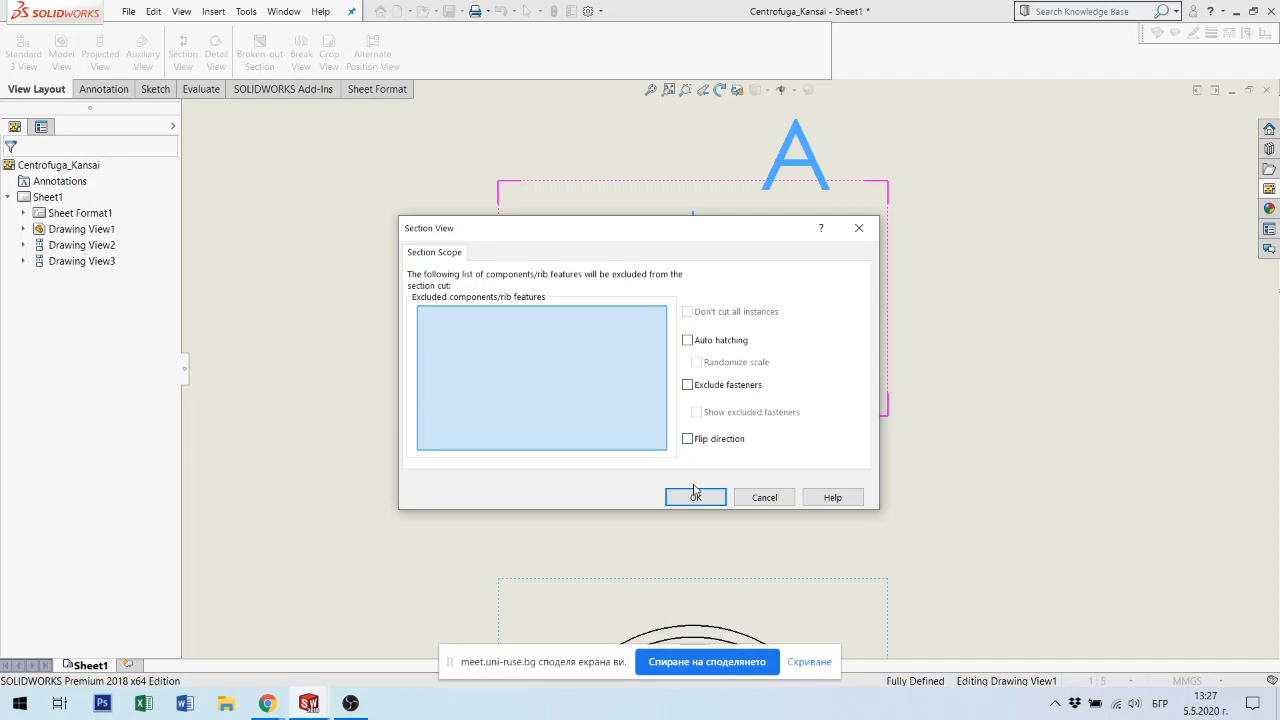 SOLIDWORKS
File Edit View Insert Tools Window Help
Centrofuga_Kansai - Sheet1 *
Search Knowledge Base
Standard 3 View
Model View
Projected View
Auxiliary View
Section View
Detail View
Broken-out Section
Break View
Crop View
Alternate Position View
View Layout Annotation Sketch Evaluate SOLIDWORKS Add-Ins Sheet Format
Centrofuga_Kansai
Annotations
Sheet1
Sheet Format1
Drawing View1
Drawing View2
Drawing View3
A
Section View
Section Scope
The following list of components/rib features will be excluded from the
section cut:
Excluded components/rib features
Don't cut all instances
Auto hatching
Randomize scale
Exclude fasteners
Show excluded fasteners
Flip direction
OK Cancel Help
meet.uni-ruse.bg споделя екрана ви. Спиране на споделянето Скриване
Sheet1
SOLIDWORKS Premium 2018 x64 Edition
Fully Defined Editing Drawing View1 1 : 5 MMGS
БГР
13:27
5.5.2020 г.